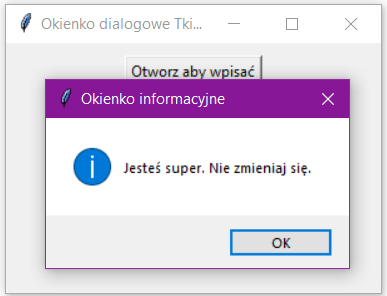 Okienko dialogowe Tki...
Otworz aby wpisać
Okienko informacyjne
Jesteś super. Nie zmieniaj się.
OK